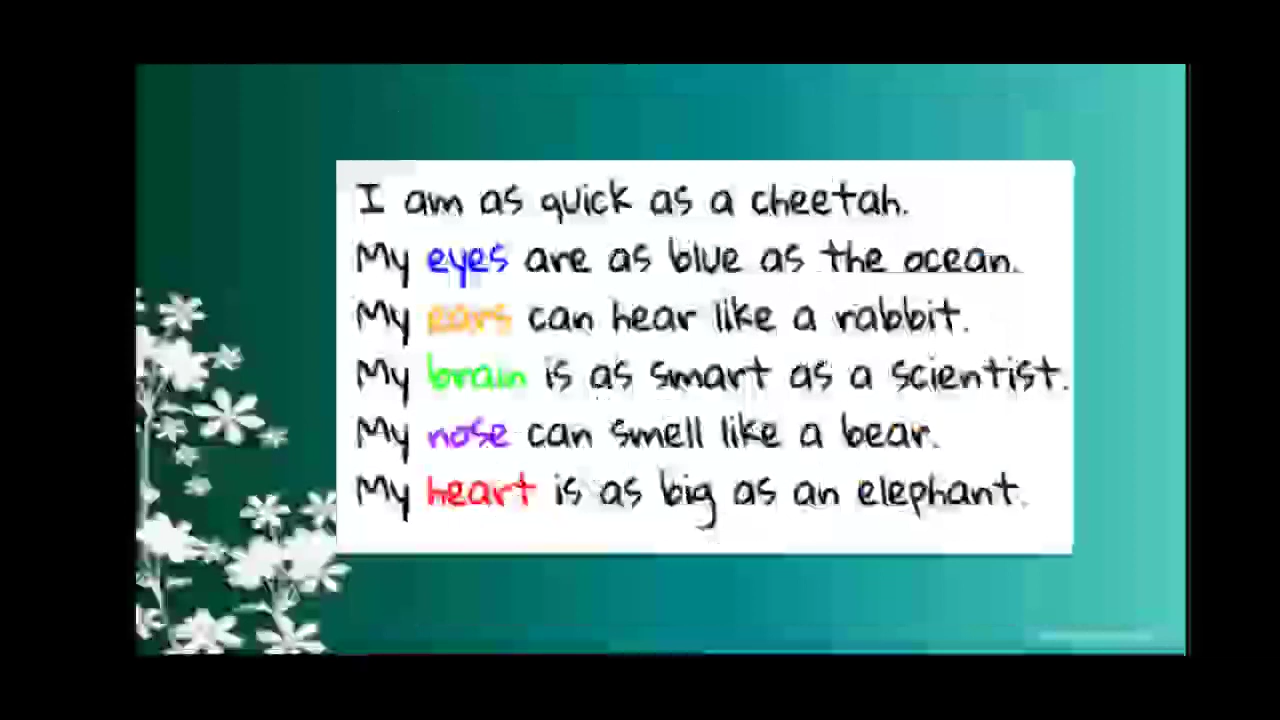 I am as quick as a cheetah.
My eyes are as blue as the ocean.
My ears can hear like a rabbit.
My brain is as smart as a scientist.
My nose can smell like a bear.
My heart is as big as an elephant.